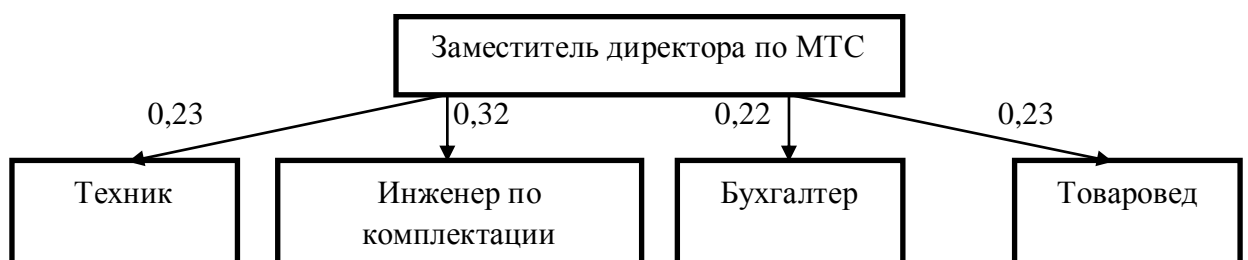 Заместитель директора по МТС
0,23
0,32
0,22
0,23
Техник
Инженер по
комплектации
Бухгалтер
Товаровед